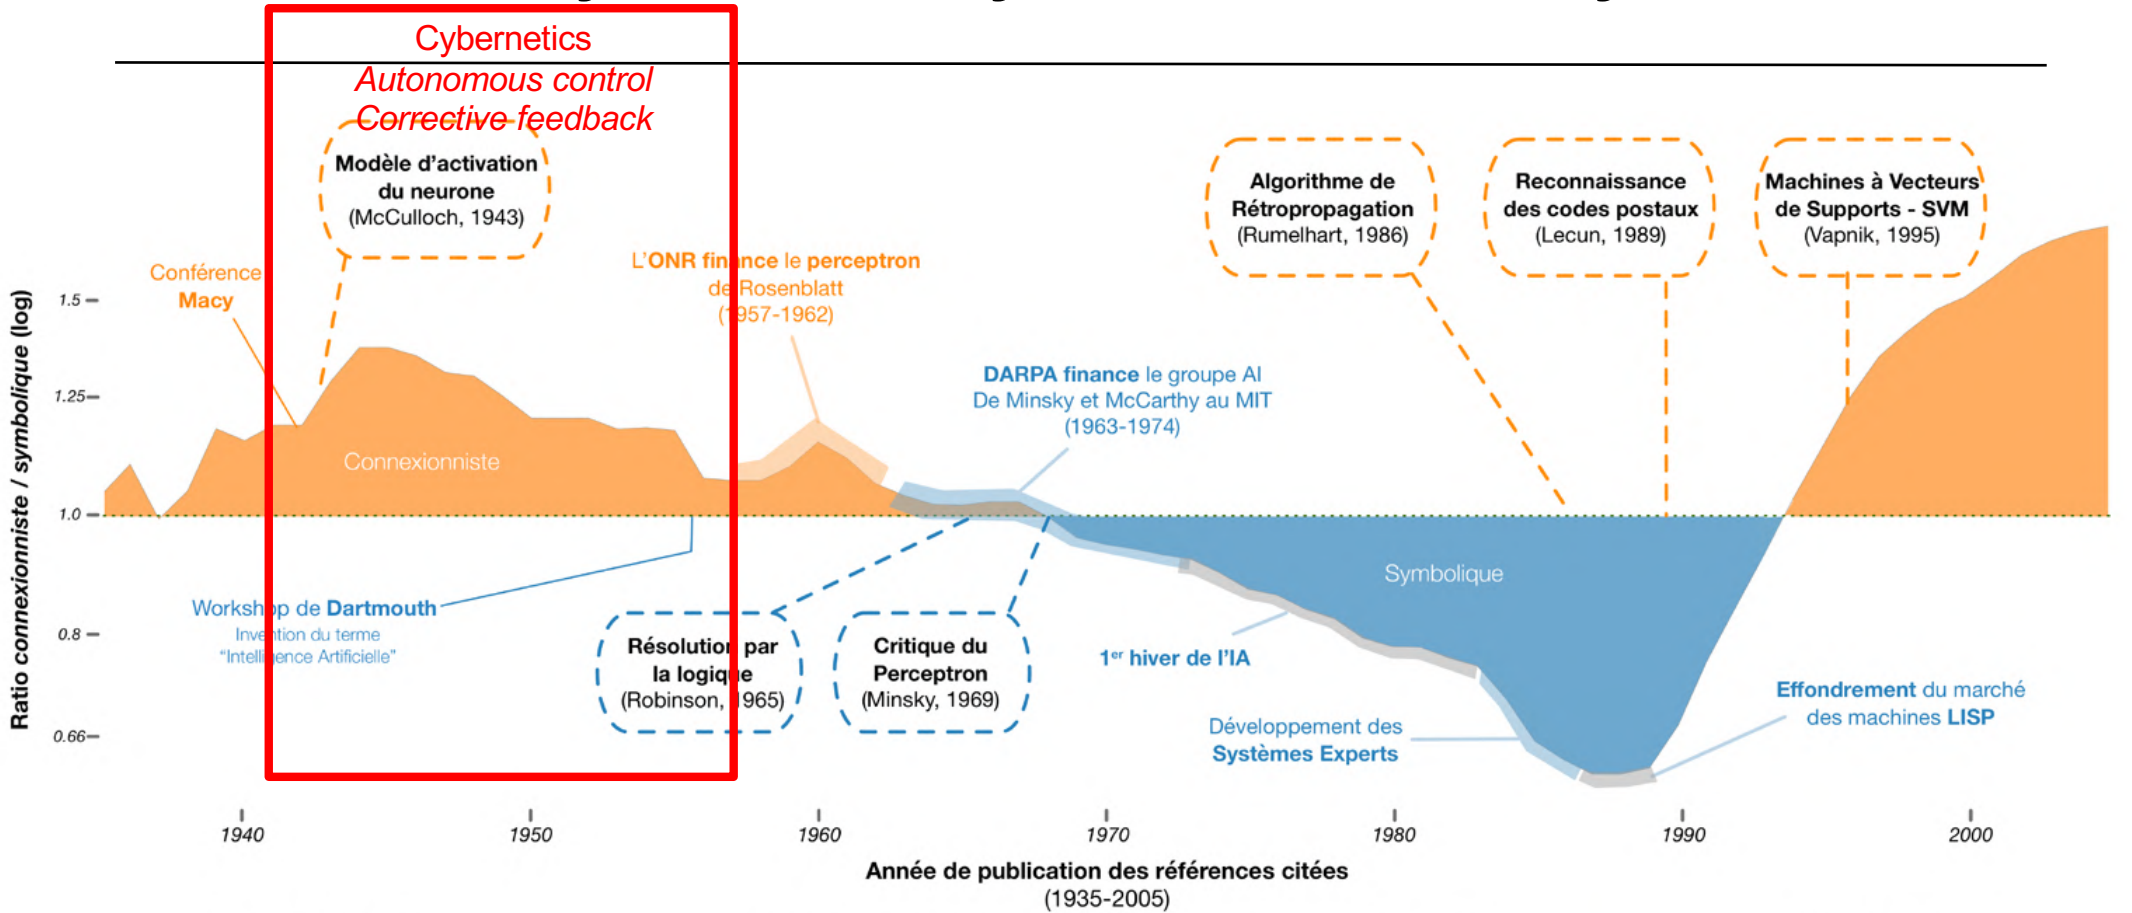 Cybernetics
Autonomous control
Corrective feedback
Modèle d'activation
du neurone
(McCulloch, 1943)
Conférence
Macy
L'ONR finance le perceptron
de Rosenblatt
(1957-1962)
DARPA finance le groupe AI
De Minsky et McCarthy au MIT
(1963-1974)
Algorithme de
Rétropropagation
(Rumelhart, 1986)
Reconnaissance
des codes postaux
(Lecun, 1989)
Machines à Vecteurs
de Supports - SVM
(Vapnik, 1995)
Ratio connexionniste / symbolique (log)
1.5
1.25
1.0
0.8
0.66
Connexionniste
Symbolique
Workshop de Dartmouth
Invention du terme
"Intelligence Artificielle"
Résolution par
la logique
(Robinson, 1965)
Critique du
Perceptron
(Minsky, 1969)
1er hiver de l'IA
Développement des
Systèmes Experts
Effondrement du marché
des machines LISP
1940
1950
1960
1970
1980
1990
2000
Année de publication des références citées
(1935-2005)